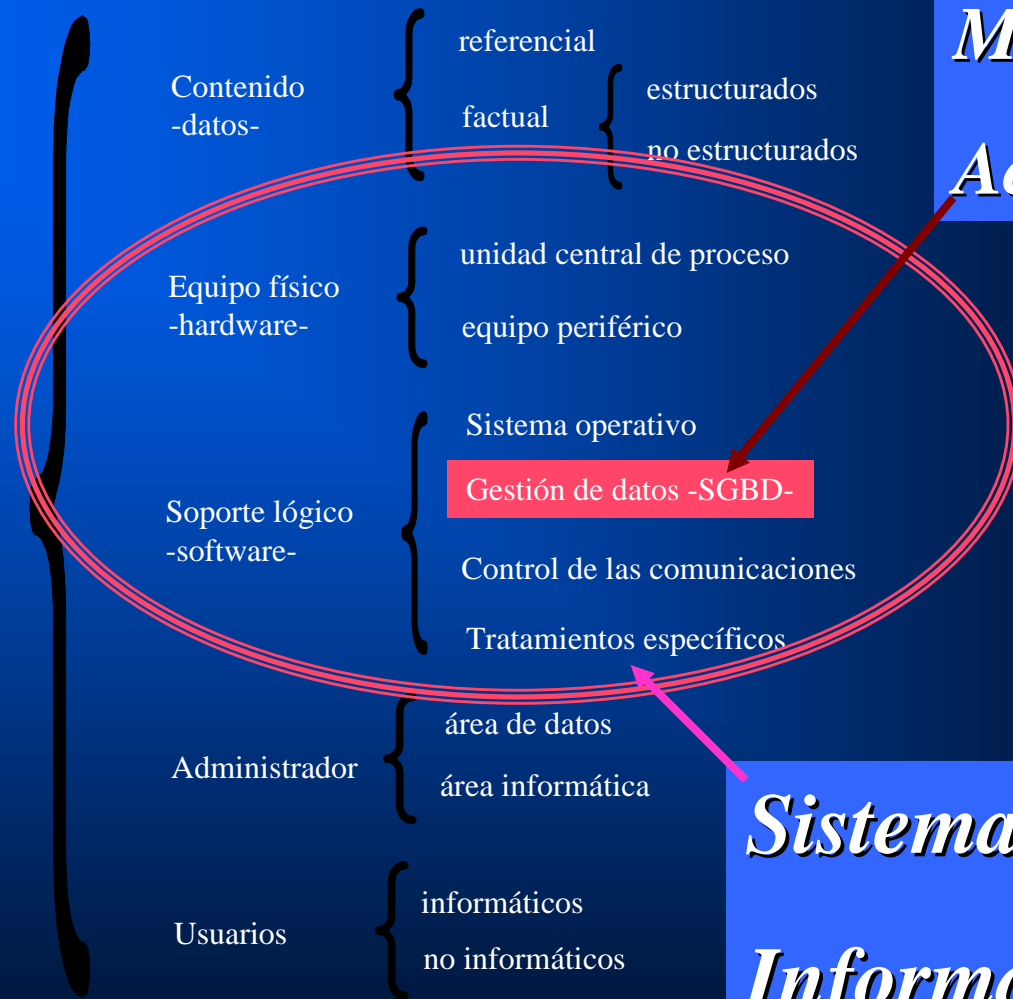 Contenido
-datos-
referencial
factual
estructurados
no estructurados
Equipo físico
-hardware-
unidad central de proceso
equipo periférico
Soporte lógico
-software-
Sistema operativo
Gestión de datos -SGBD-
Control de las comunicaciones
Tratamientos específicos
Administrador
área de datos
área informática
Usuarios
informáticos
no informáticos
Sistema